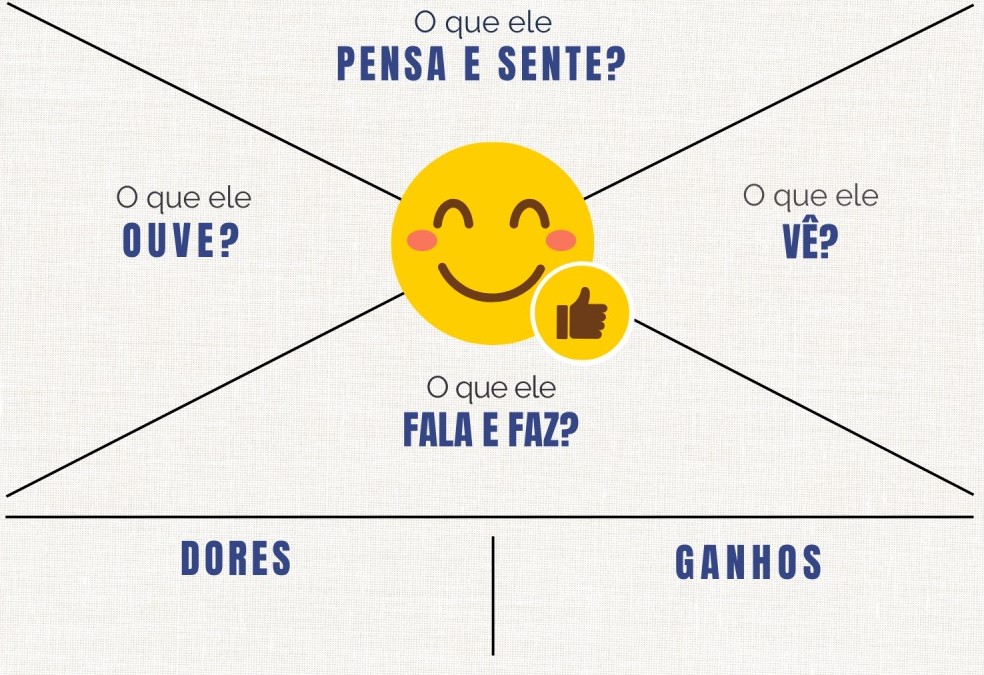 O que ele
PENSA E SENTE?
O que ele
OUVE?
O que ele
VÊ?
O que ele
FALA E FAZ?
DORES
GANHOS